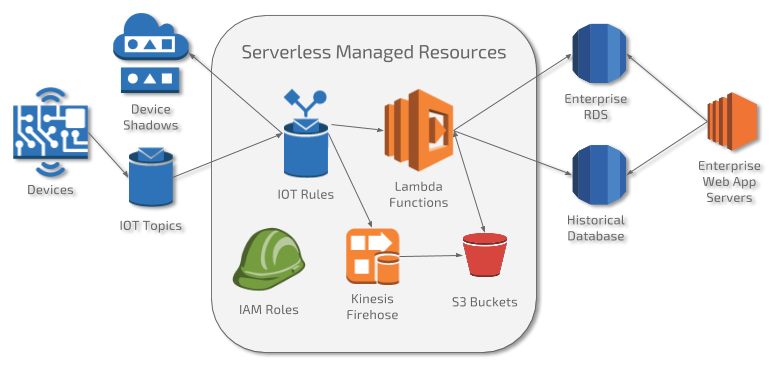 Serverless Managed Resources
Device
Shadows
Devices
IOT Topics
IOT Rules
Lambda
Functions
IAM Roles
Kinesis
Firehose
S3 Buckets
Enterprise
RDS
Historical
Database
Enterprise
Web App
Servers